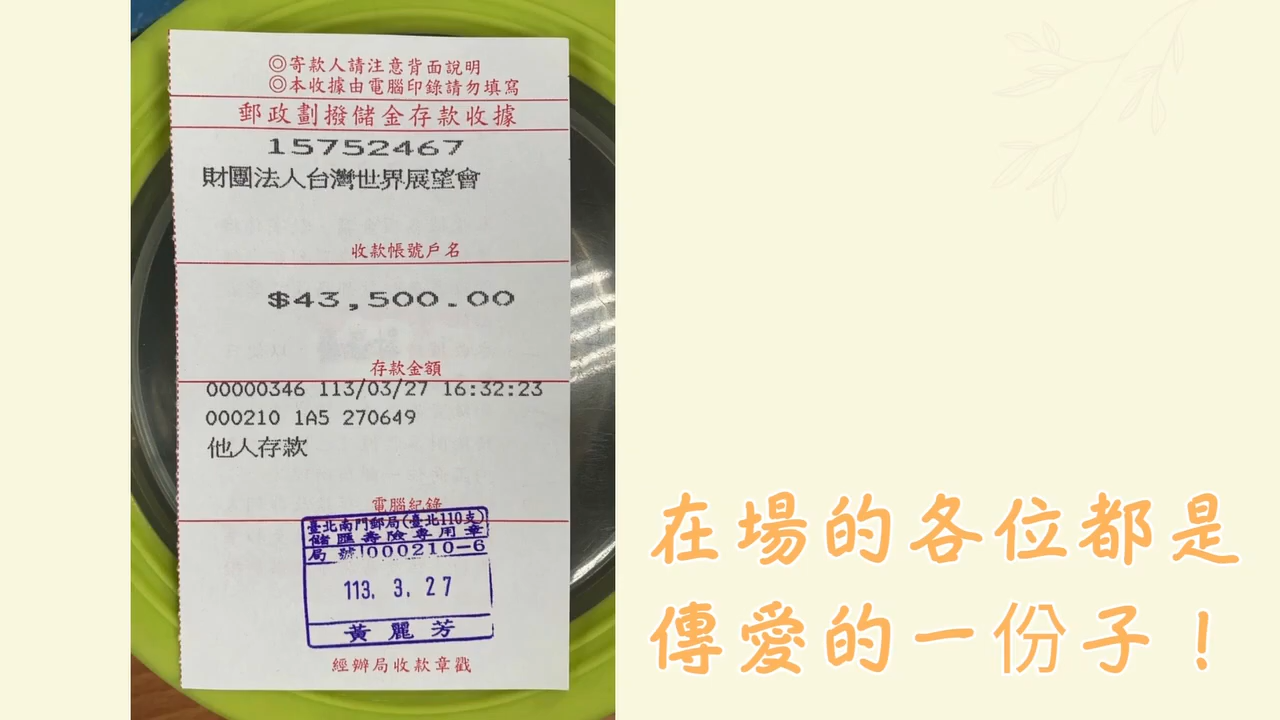 ◎寄款人請注意背面說明
◎本收據由電腦印錄請勿填寫
郵政劃撥儲金存款收據
15752467
財團法人台灣世界展望會
收款帳號戶名
$43,500.00
存款金額
00000346 113/03/27 16:32:23
000210 1A5 270649
他人存款
電腦紀錄
臺北南門郵局(臺北110支)
儲匯壽險專用章
局號000210-6
113. 3. 27
黃麗芳
經辦局收款章戳
在場的各位都是
傳愛的一份子！